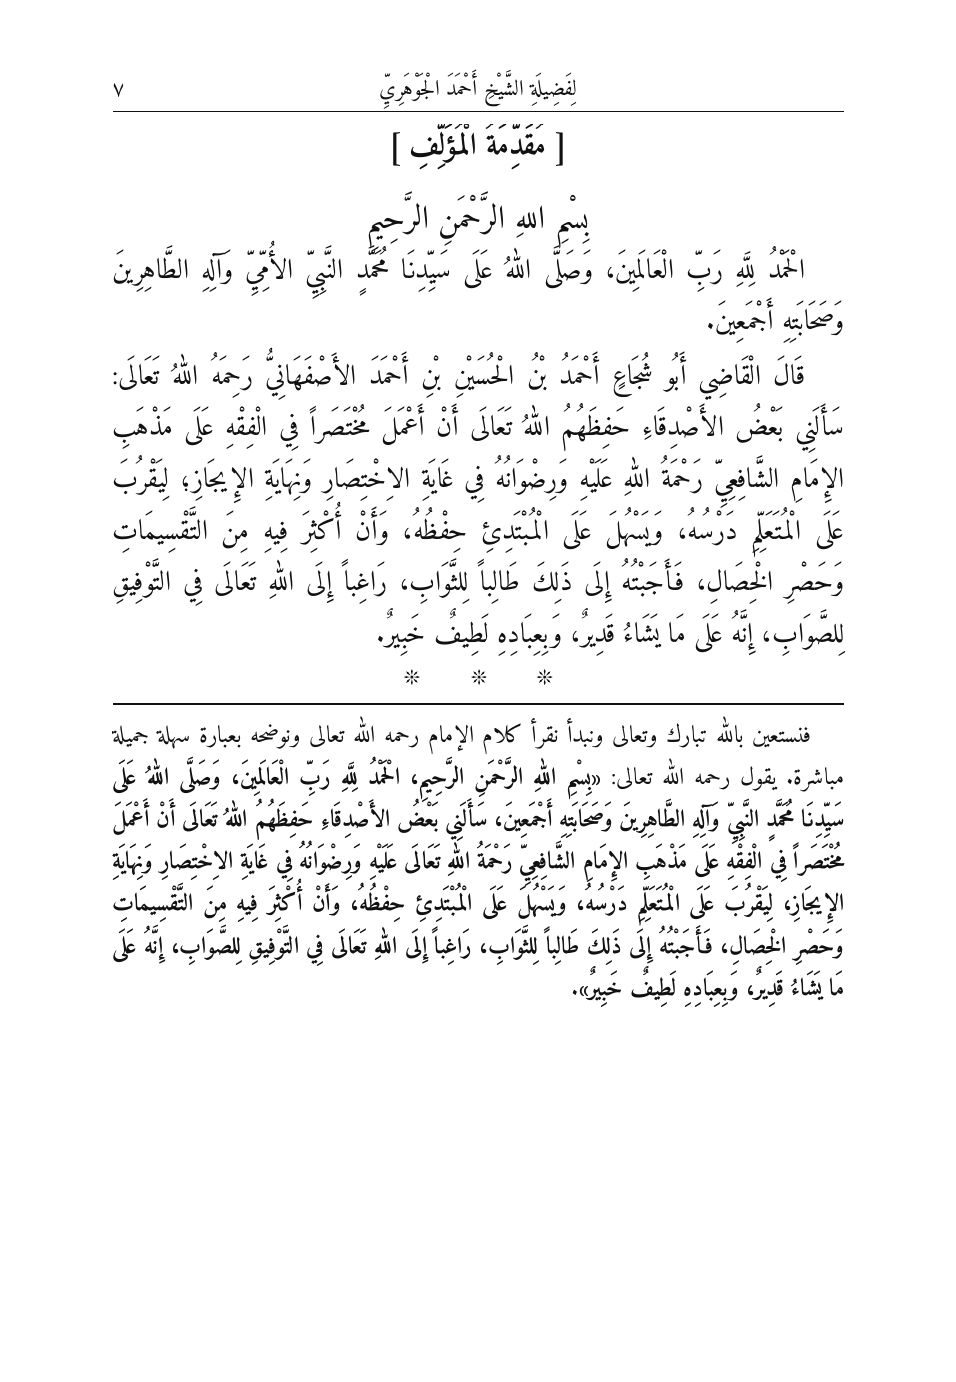 لِفَضِيلَةِ الشَّيْخِ أَحْمَدَ الْجَوْهَرِيِّ ٧
[ مُقَدِّمَةُ الْمُؤَلِّفِ ]
بِسْمِ اللهِ الرَّحْمَنِ الرَّحِيمِ
الْحَمْدُ لِلَّهِ رَبِّ الْعَالَمِينَ، وَصَلَّى اللهُ عَلَى سَيِّدِنَا مُحَمَّدٍ النَّبِيِّ الأُمِّيِّ وَآلِهِ الطَّاهِرِينَ
وَصَحَابَتِهِ أَجْمَعِينَ.
قَالَ الْقَاضِي أَبُو شُجَاعٍ أَحْمَدُ بْنُ الْحُسَيْنِ بْنِ أَحْمَدَ الأَصْفَهَانِيُّ رَحِمَهُ اللهُ تَعَالَى:
سَأَلَنِي بَعْضُ الأَصْدِقَاءِ حَفِظَهُمُ اللهُ تَعَالَى أَنْ أَعْمَلَ مُخْتَصَراً فِي الْفِقْهِ عَلَى مَذْهَبِ
الإِمَامِ الشَّافِعِيِّ رَحْمَةُ اللهِ عَلَيْهِ وَرِضْوَانُهُ فِي غَايَةِ الاِخْتِصَارِ وَنِهَايَةِ الإِيجَازِ؛ لِيَقْرُبَ
عَلَى الْمُتَعَلِّمِ دَرْسُهُ، وَيَسْهُلَ عَلَى الْمُبْتَدِئِ حِفْظُهُ، وَأَنْ أُكْثِرَ فِيهِ مِنَ التَّقْسِيمَاتِ
وَحَصْرِ الْخِصَالِ، فَأَجَبْتُهُ إِلَى ذَلِكَ طَالِباً لِلثَّوَابِ، رَاغِباً إِلَى اللهِ تَعَالَى فِي التَّوْفِيقِ
لِلصَّوَابِ، إِنَّهُ عَلَى مَا يَشَاءُ قَدِيرٌ، وَبِعِبَادِهِ لَطِيفٌ خَبِيرٌ.
❊ ❊ ❊
فنستعين بالله تبارك وتعالى ونبدأ نقرأ كلام الإمام رحمه الله تعالى ونوضحه بعبارة سهلة جميلة
مباشرة. يقول رحمه الله تعالى: «بِسْمِ اللهِ الرَّحْمَنِ الرَّحِيمِ، الْحَمْدُ لِلَّهِ رَبِّ الْعَالَمِينَ، وَصَلَّى اللهُ عَلَى
سَيِّدِنَا مُحَمَّدٍ النَّبِيِّ وَآلِهِ الطَّاهِرِينَ وَصَحَابَتِهِ أَجْمَعِينَ، سَأَلَنِي بَعْضُ الأَصْدِقَاءِ حَفِظَهُمُ اللهُ تَعَالَى أَنْ أَعْمَلَ
مُخْتَصَراً فِي الْفِقْهِ عَلَى مَذْهَبِ الإِمَامِ الشَّافِعِيِّ رَحْمَةُ اللهِ تَعَالَى عَلَيْهِ وَرِضْوَانُهُ فِي غَايَةِ الاِخْتِصَارِ وَنِهَايَةِ
الإِيجَازِ، لِيَقْرُبَ عَلَى الْمُتَعَلِّمِ دَرْسُهُ، وَيَسْهُلَ عَلَى الْمُبْتَدِئِ حِفْظُهُ، وَأَنْ أُكْثِرَ فِيهِ مِنَ التَّقْسِيمَاتِ
وَحَصْرِ الْخِصَالِ، فَأَجَبْتُهُ إِلَى ذَلِكَ طَالِباً لِلثَّوَابِ، رَاغِباً إِلَى اللهِ تَعَالَى فِي التَّوْفِيقِ لِلصَّوَابِ، إِنَّهُ عَلَى
مَا يَشَاءُ قَدِيرٌ، وَبِعِبَادِهِ لَطِيفٌ خَبِيرٌ».